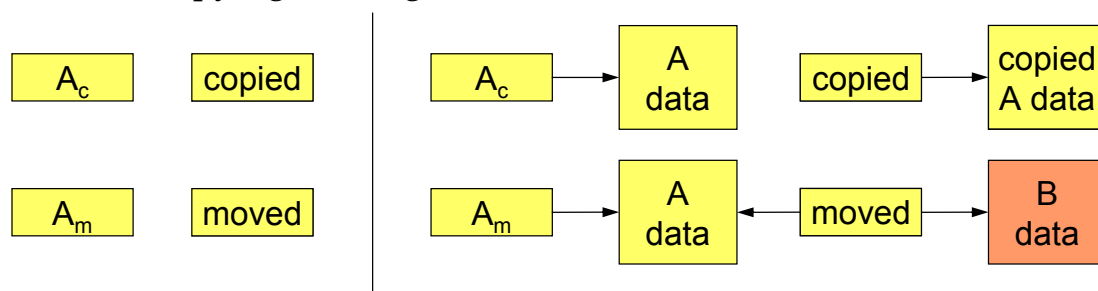 A_c
copied
A_c
A
data
copied
copied
A data
A_m
moved
A_m
A
data
moved
B
data